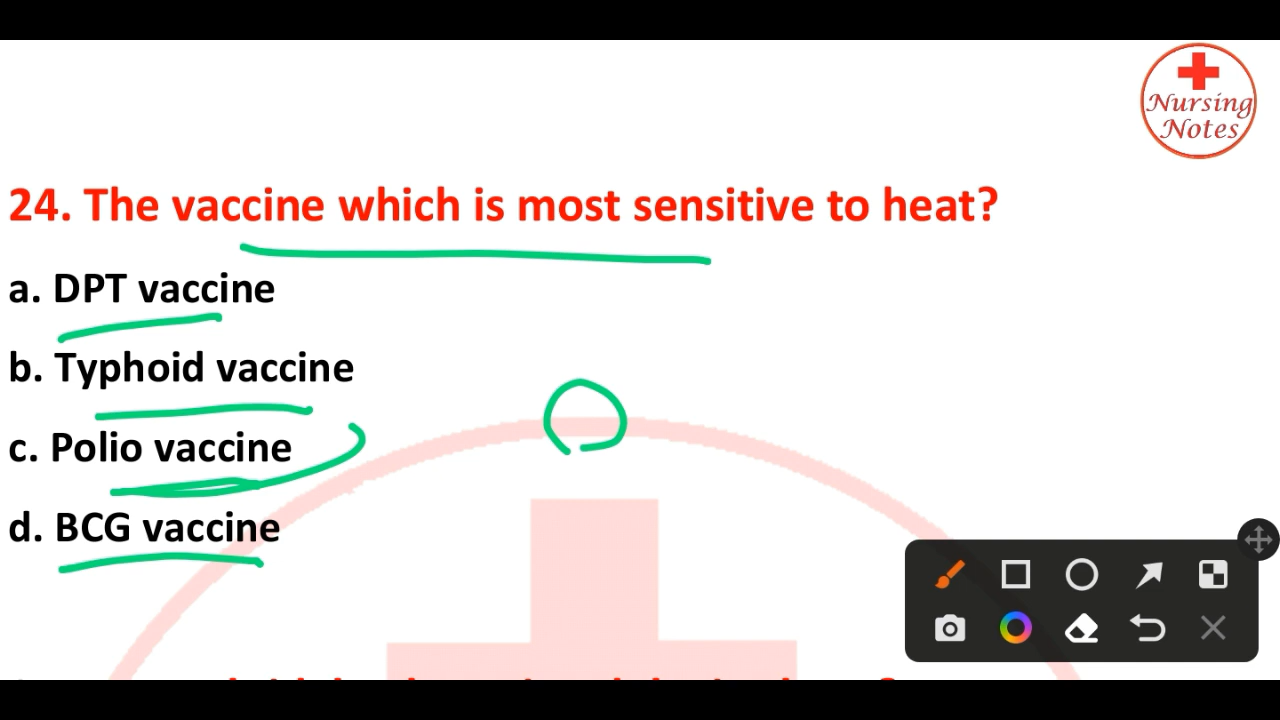 Nursing
Notes
24. The vaccine which is most sensitive to heat?
a. DPT vaccine
b. Typhoid vaccine
c. Polio vaccine
d. BCG vaccine